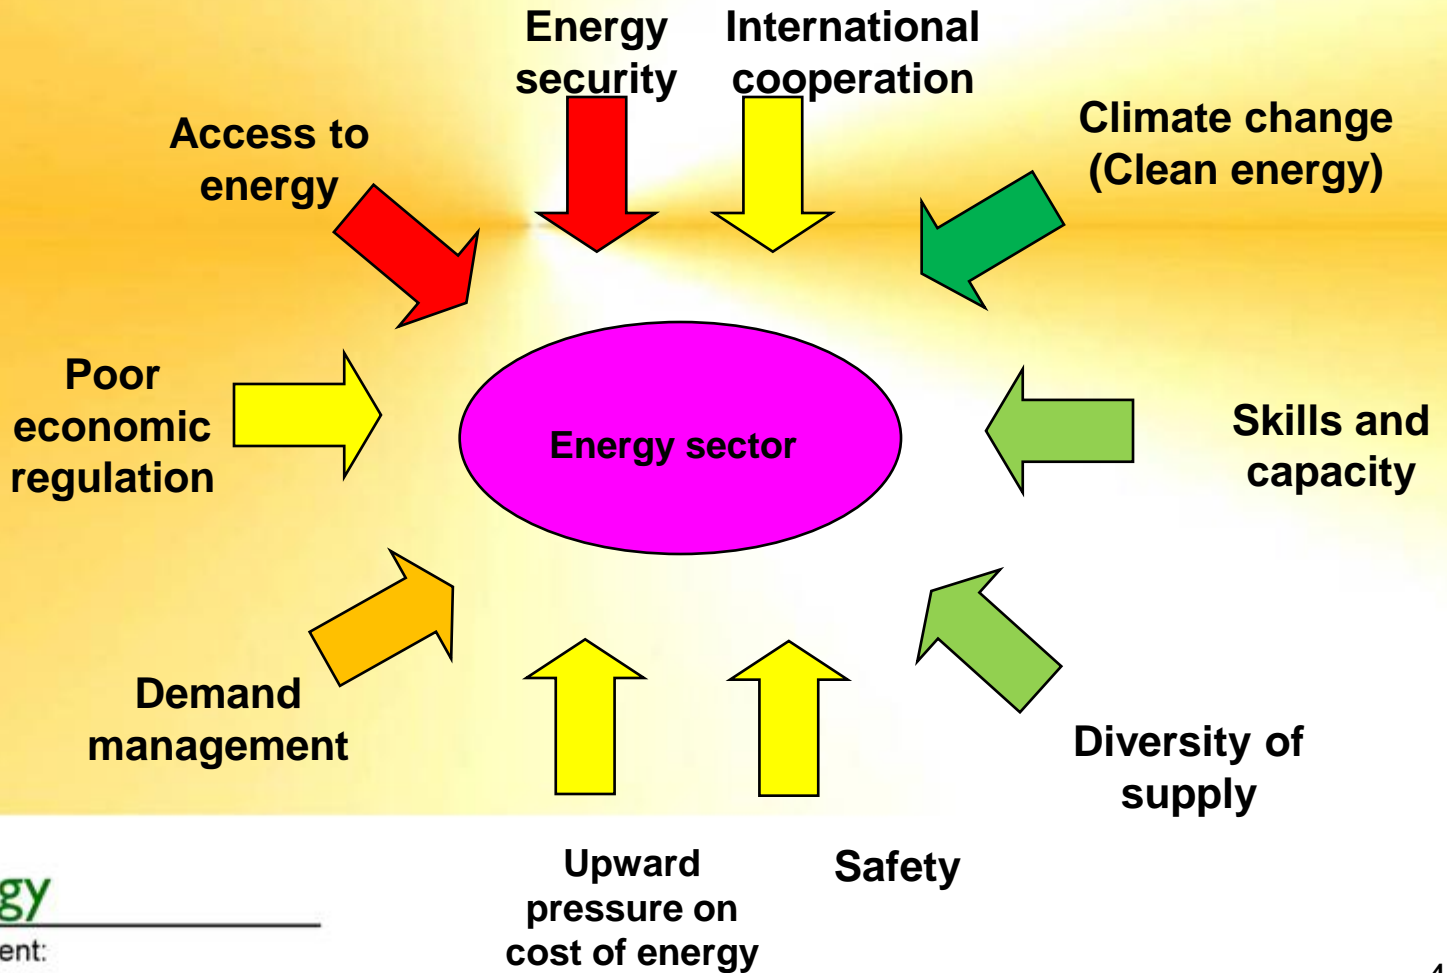 Energy
security
International
cooperation
Climate change
(Clean energy)
Access to
energy
Poor
economic
regulation
Energy sector
Skills and
capacity
Demand
management
Diversity of
supply
Upward
pressure on
cost of energy
Safety
gy
ent: